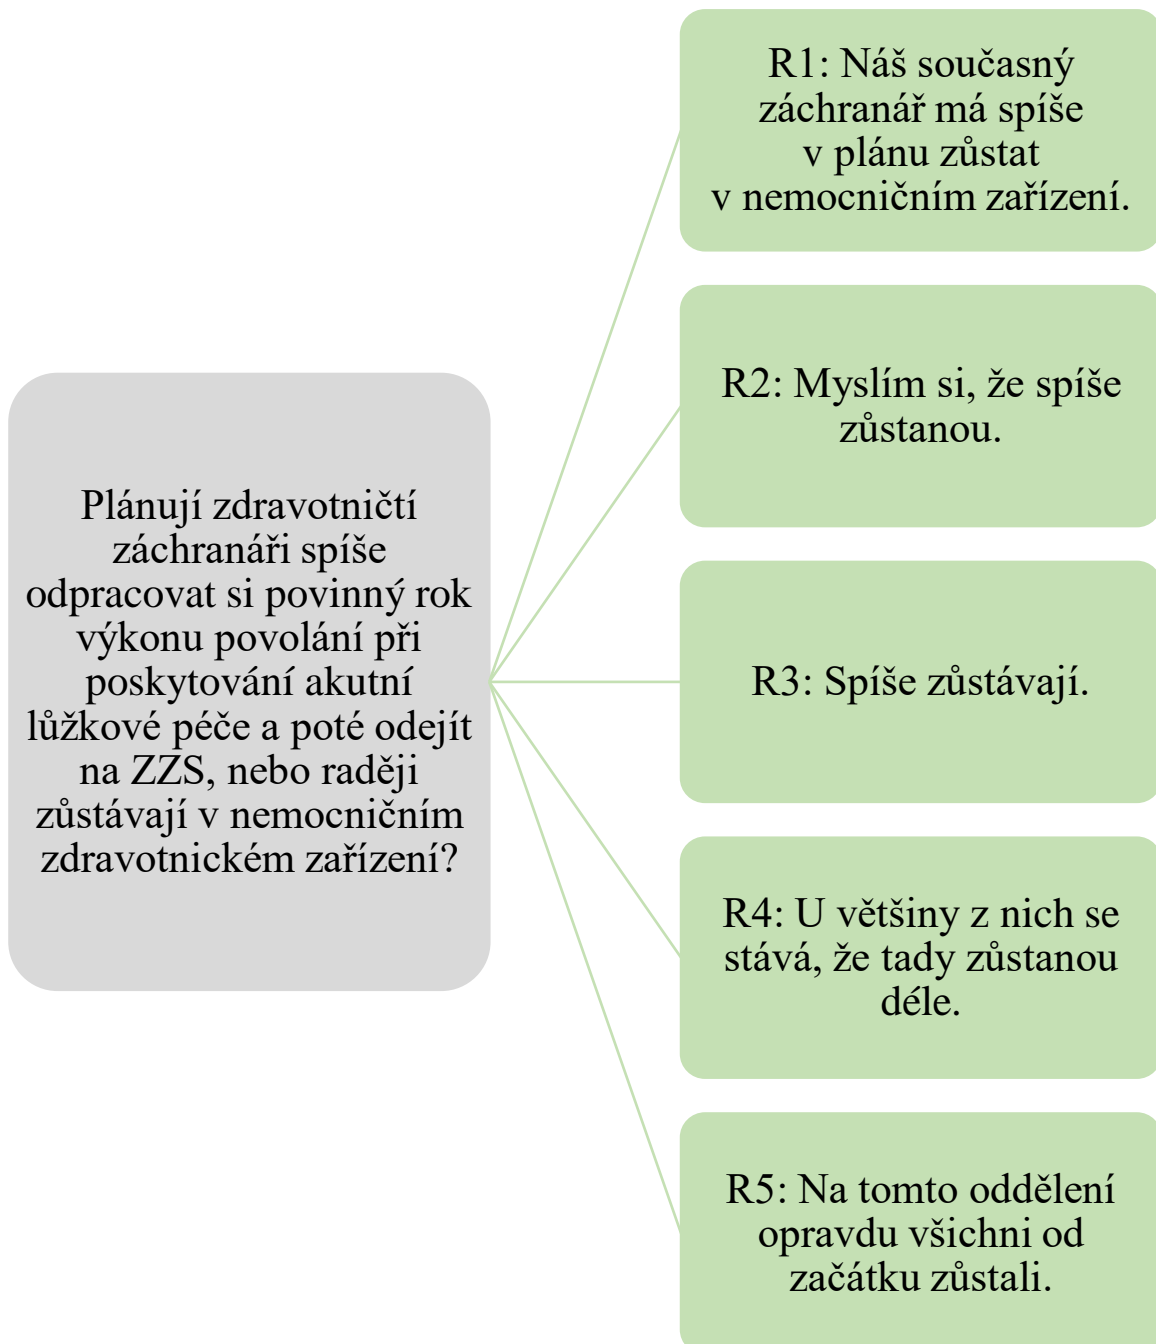 Plánují zdravotničtí
záchranáři spíše
odpracovat si povinný rok
výkonu povolání při
poskytování akutní
lůžkové péče a poté odejít
na ZZS, nebo raději
zůstávají v nemocničním
zdravotnickém zařízení?
R1: Náš současný
záchranář má spíše
v plánu zůstat
v nemocničním zařízení.
R2: Myslím si, že spíše
zůstanou.
R3: Spíše zůstávají.
R4: U většiny z nich se
stává, že tady zůstanou
déle.
R5: Na tomto oddělení
opravdu všichni od
začátku zůstali.